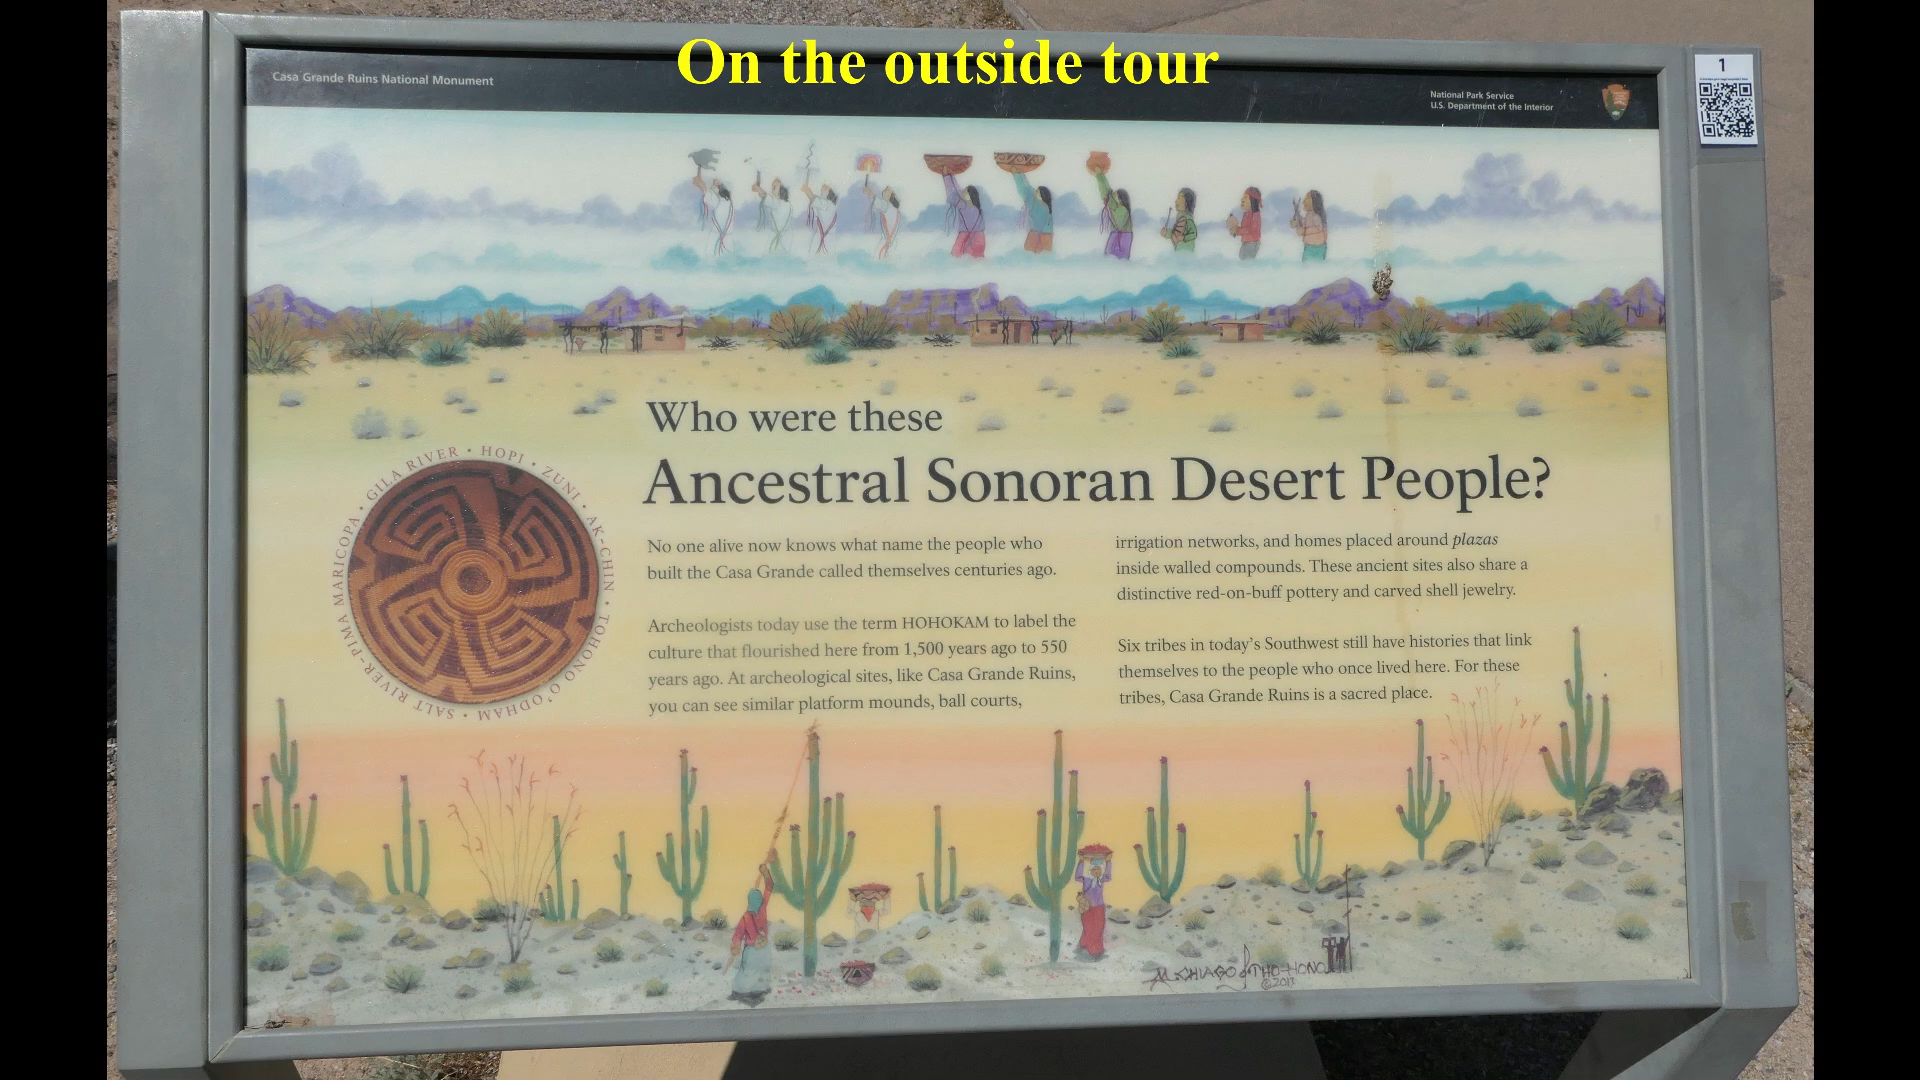 On the outside tour
Casa Grande Ruins National Monument
National Park Service
U.S. Department of the Interior
1
Who were these
Ancestral Sonoran Desert People?
GILA RIVER • HOPI • ZUNI • AK-CHIN • TOHONO O'ODHAM • SALT RIVER-PIMA MARICOPA •
No one alive now knows what name the people who
built the Casa Grande called themselves centuries ago.
Archeologists today use the term HOHOKAM to label the
culture that flourished here from 1,500 years ago to 550
years ago. At archeological sites, like Casa Grande Ruins,
you can see similar platform mounds, ball courts,
irrigation networks, and homes placed around plazas
inside walled compounds. These ancient sites also share a
distinctive red-on-buff pottery and carved shell jewelry.
Six tribes in today's Southwest still have histories that link
themselves to the people who once lived here. For these
tribes, Casa Grande Ruins is a sacred place.
©2013